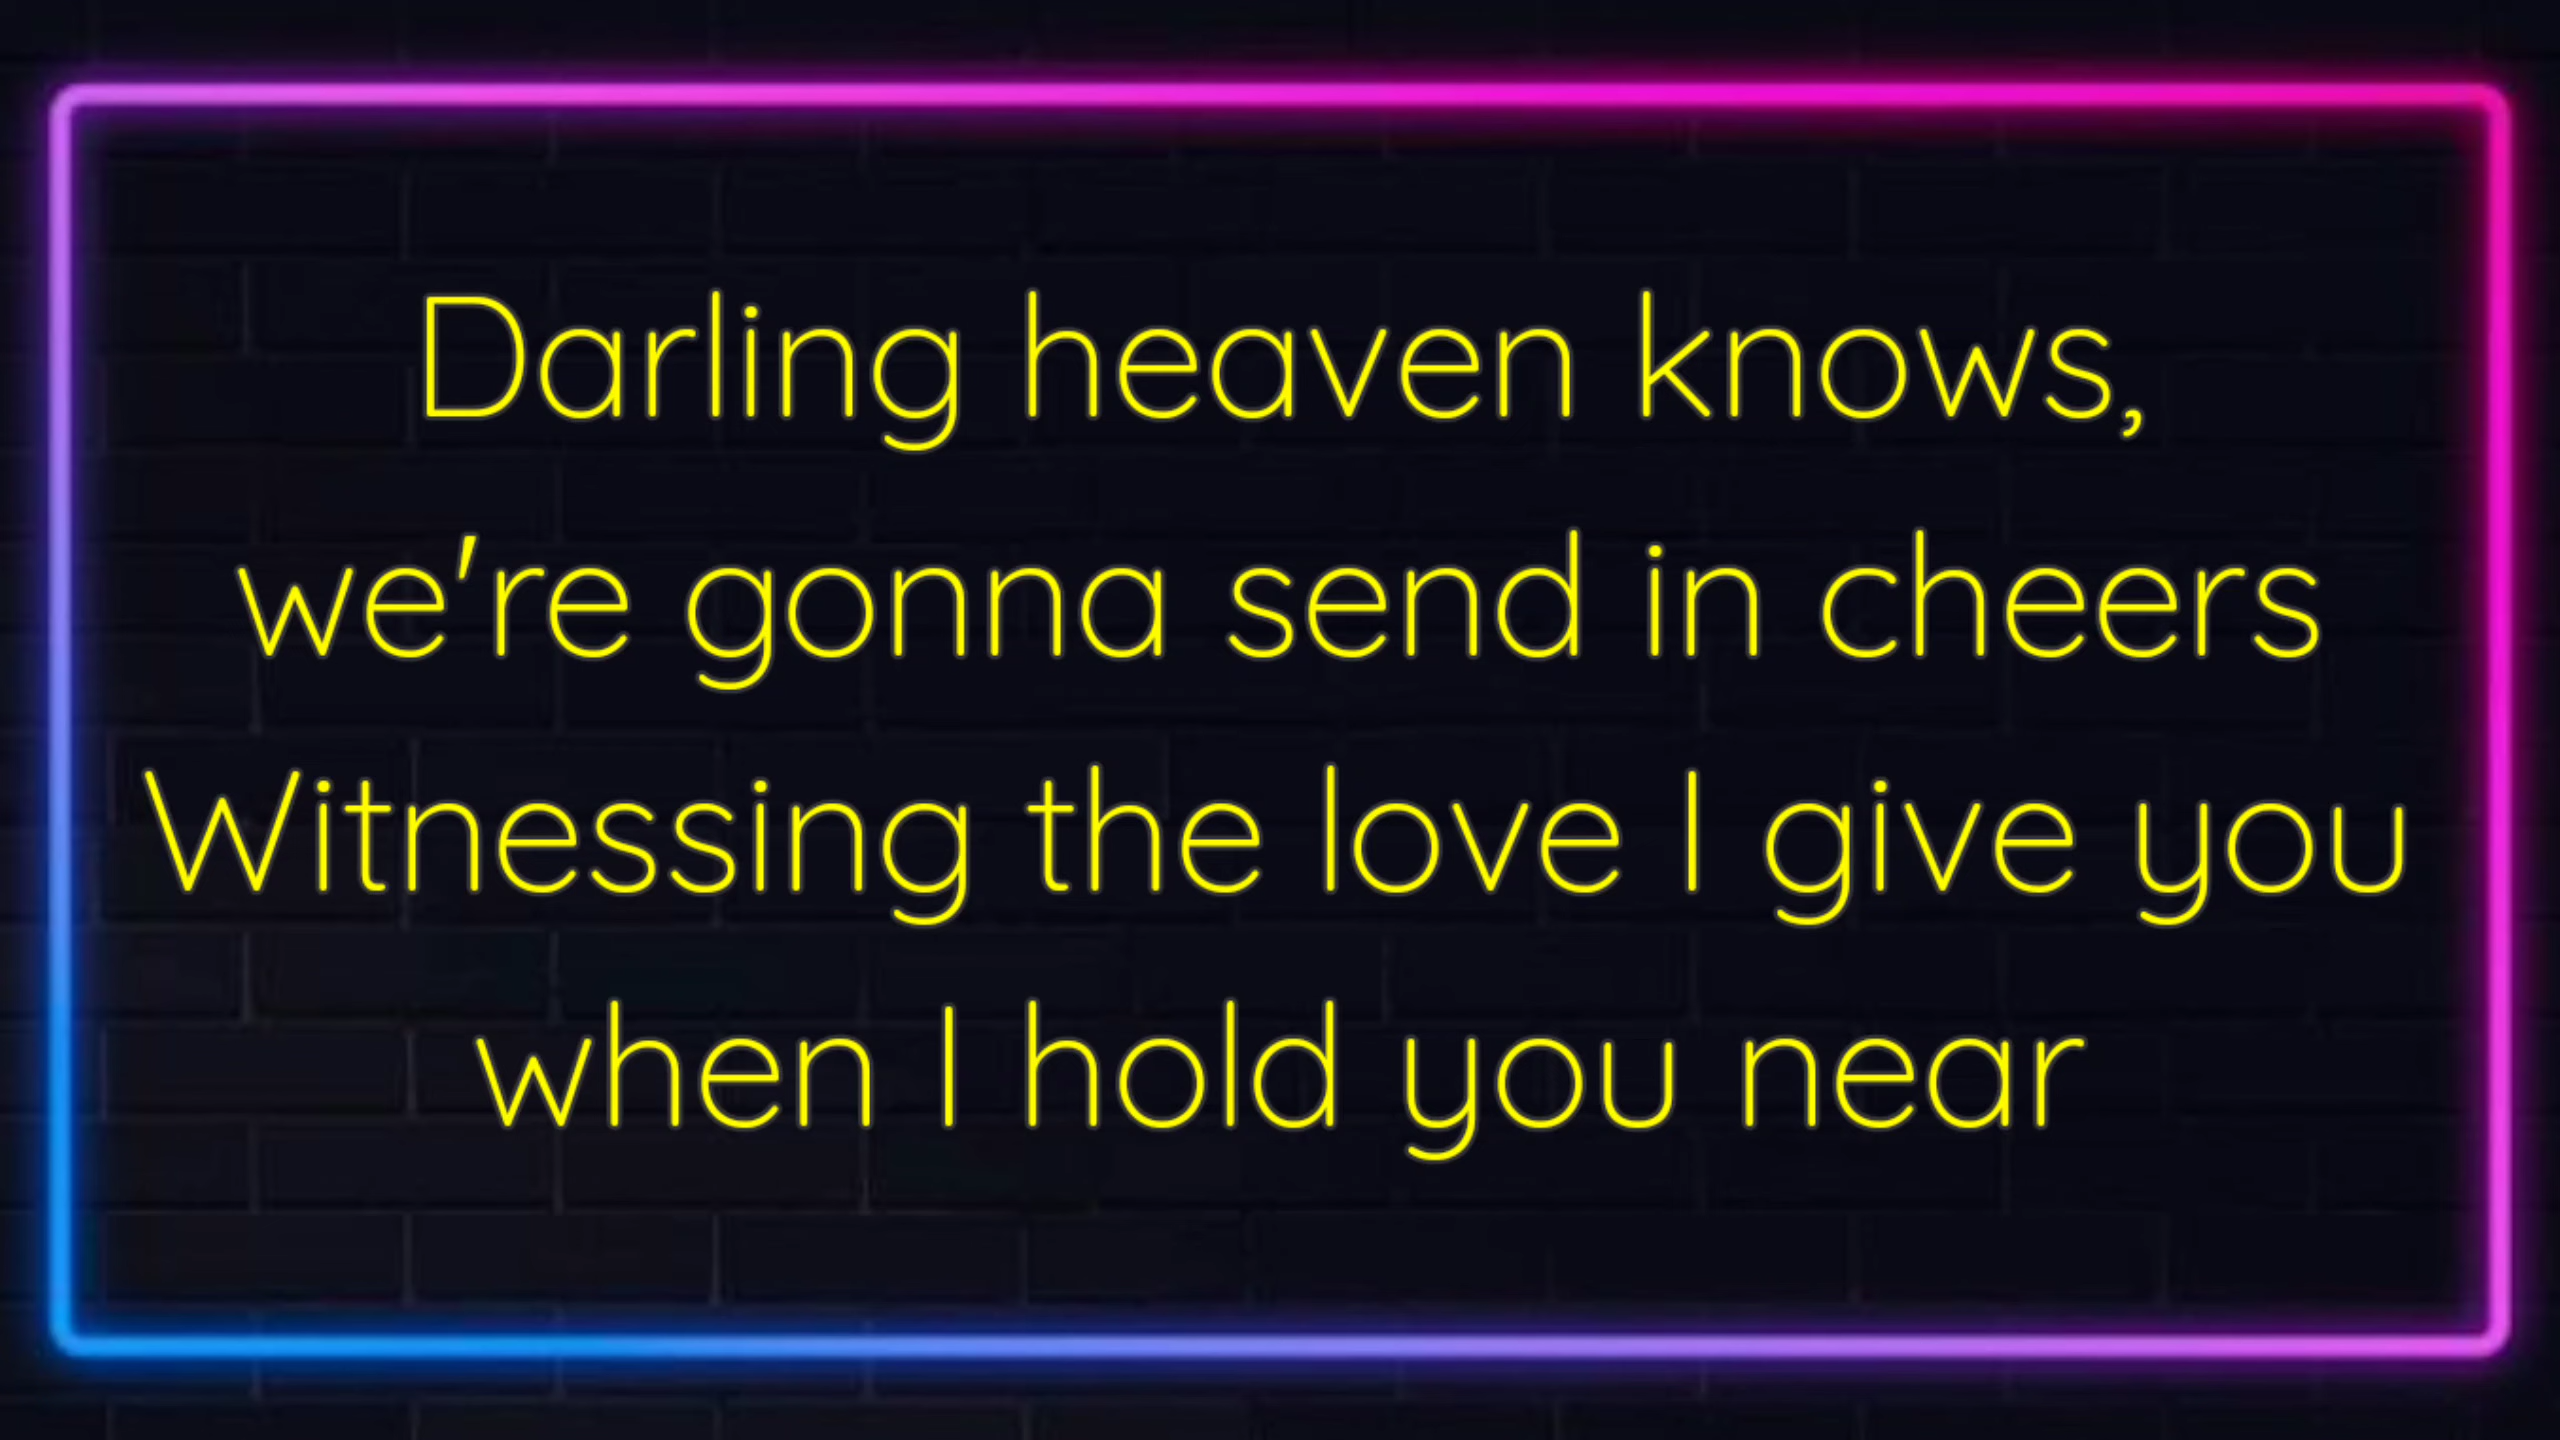 Darling heaven knows,
we're gonna send in cheers
Witnessing the love I give you
when I hold you near